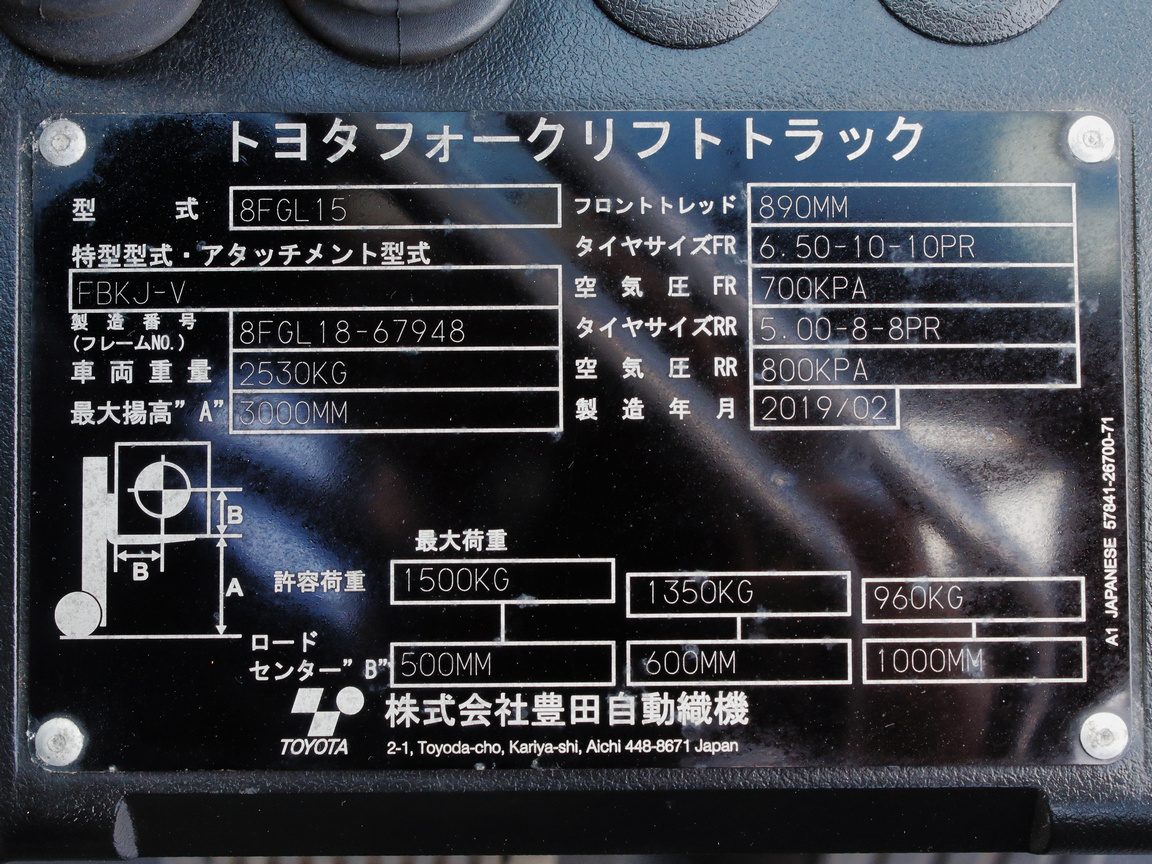 トヨタフォークリフトトラック
型 式 8FGL15
特型型式・アタッチメント型式
FBKJ-V
製造番号
(フレームNO.) 8FGL18-67948
車両重量 2530KG
最大揚高"A" 3000MM
フロントトレッド 890MM
タイヤサイズFR 6.50-10-10PR
空気圧 FR 700KPA
タイヤサイズRR 5.00-8-8PR
空気圧 RR 800KPA
製造年月 2019/02
B
B
A
最大荷重
許容荷重 1500KG 1350KG 960KG
ロード
センター"B" 500MM 600MM 1000MM
TOYOTA
株式会社豊田自動織機
2-1, Toyoda-cho, Kariya-shi, Aichi 448-8671 Japan
A1 JAPANESE 57841-26700-71